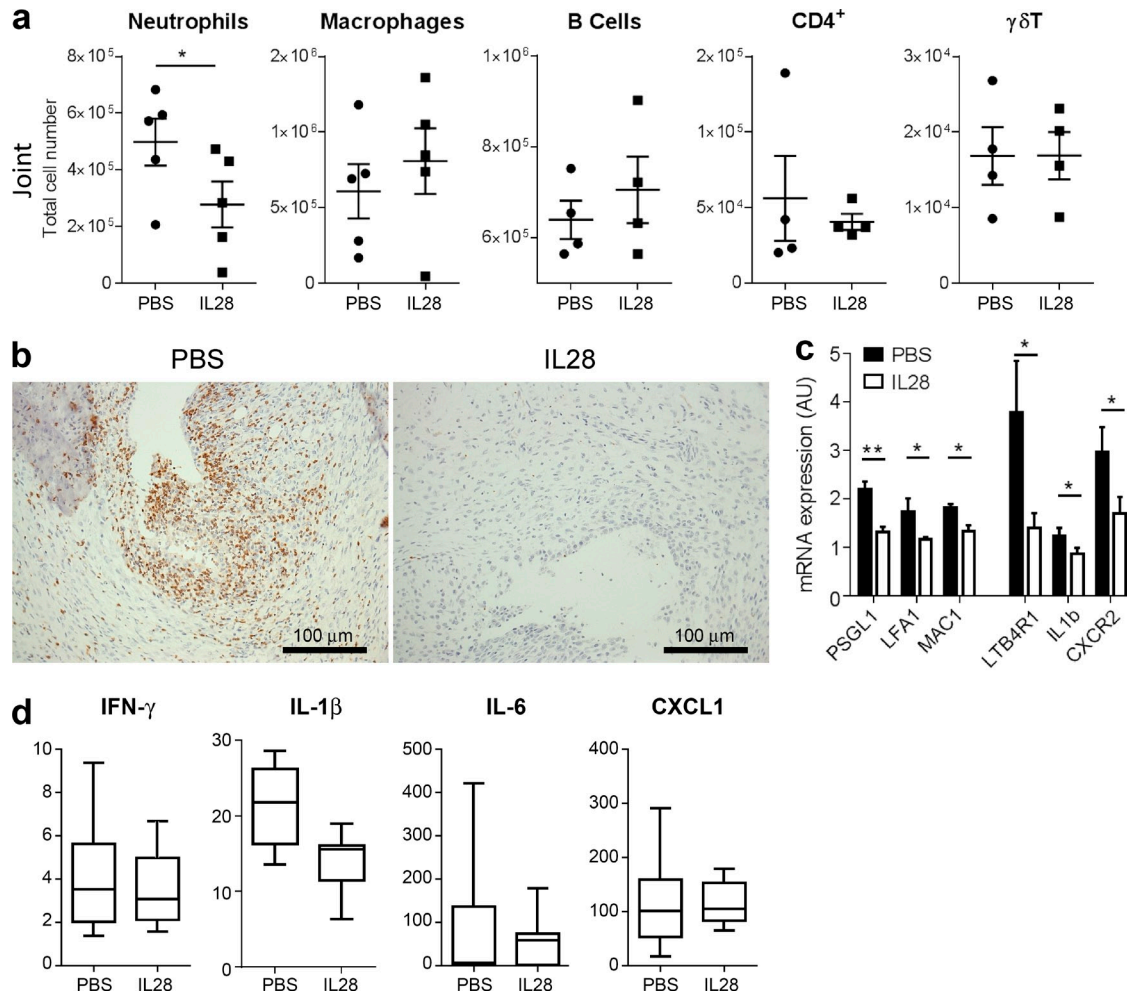 a
Neutrophils
Macrophages
B Cells
CD4⁺
γδT
Joint
Total cell number
8×10⁵
6×10⁵
4×10⁵
2×10⁵
0
*
PBS IL28
2×10⁶
1×10⁶
5×10⁵
0
PBS IL28
1×10⁶
8×10⁵
6×10⁵
PBS IL28
2×10⁵
1×10⁵
5×10⁴
0
PBS IL28
3×10⁴
2×10⁴
1×10⁴
0
PBS IL28
b
PBS
IL28
100 μm
100 μm
c
mRNA expression (AU)
5
4
3
2
1
0
PBS
IL28
**
*
*
*
*
*
PSGL1
LFA1
MAC1
LTB4R1
IL1b
CXCR2
d
IFN-γ
10
8
6
4
2
0
PBS IL28
IL-1β
30
20
10
0
PBS IL28
IL-6
500
400
300
200
100
0
PBS IL28
CXCL1
400
300
200
100
0
PBS IL28